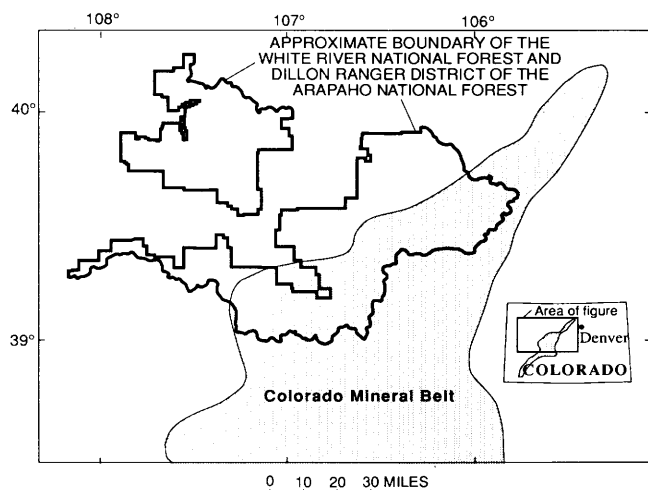 108° 107° 106°
APPROXIMATE BOUNDARY OF THE
WHITE RIVER NATIONAL FOREST AND
DILLON RANGER DISTRICT OF THE
ARAPAHO NATIONAL FOREST
40°
39°
Area of figure
Denver
COLORADO
Colorado Mineral Belt
0 10 20 30 MILES